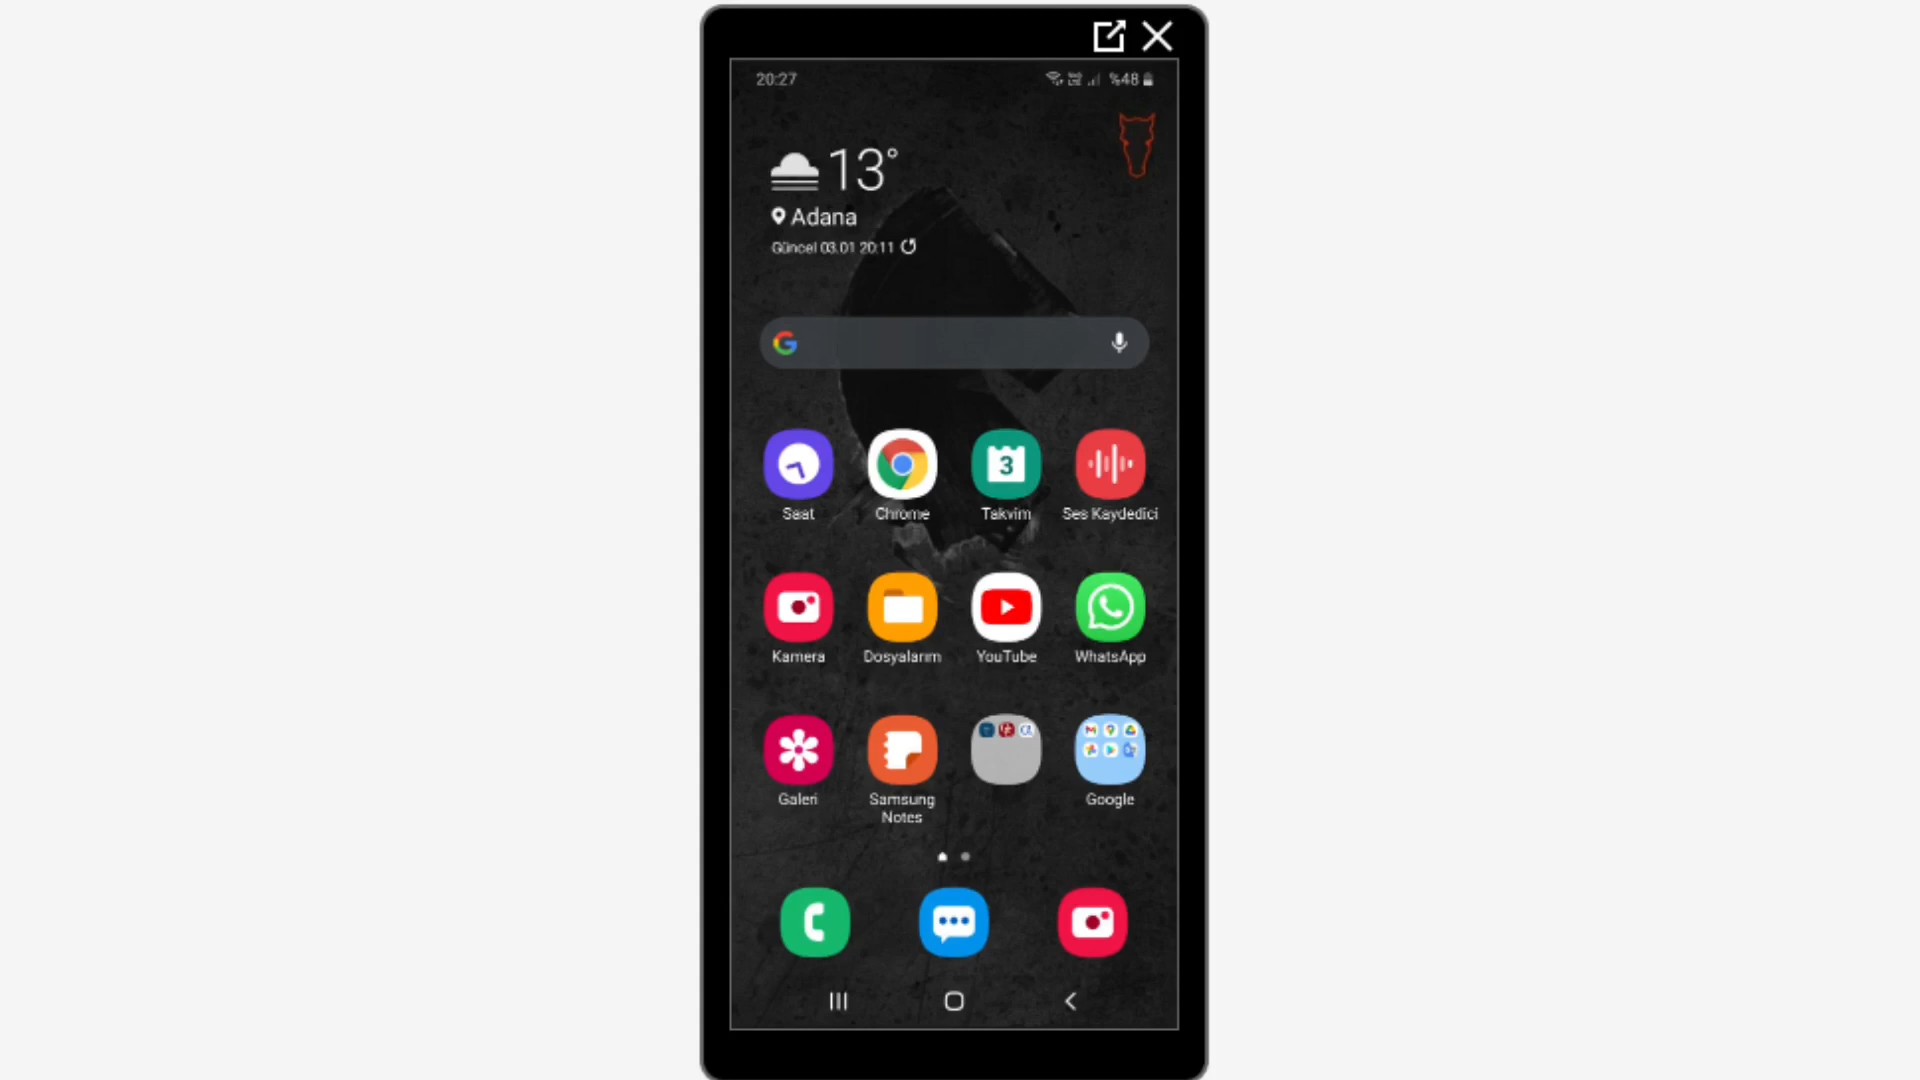 20:27
%48
13°
Adana
Güncel 03.01 20:11
3
Saat
Chrome
Takvim
Ses Kaydedici
Kamera
Dosyalarım
YouTube
WhatsApp
Galeri
Samsung
Notes
Google